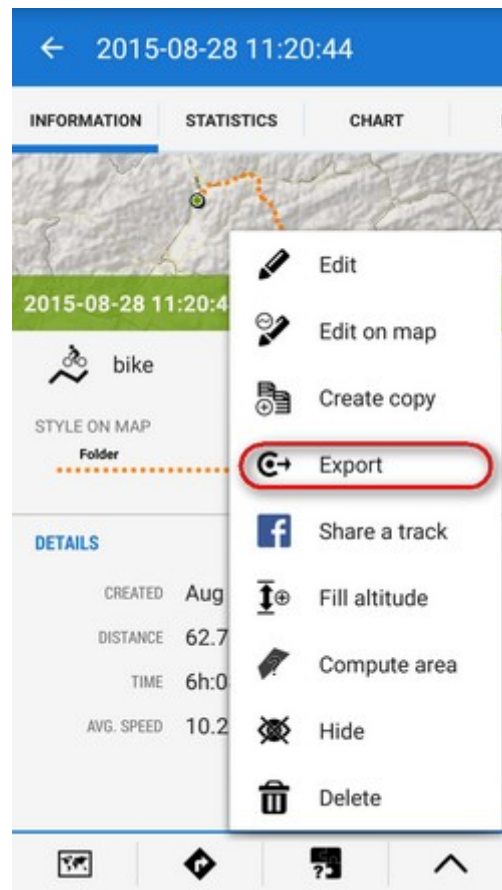 2015-08-28 11:20:44
INFORMATION STATISTICS CHART
2015-08-28 11:20:4
bike
STYLE ON MAP
Folder
DETAILS
CREATED Aug
DISTANCE 62.7
TIME 6h:0
AVG. SPEED 10.2
Edit
Edit on map
Create copy
Export
Share a track
Fill altitude
Compute area
Hide
Delete